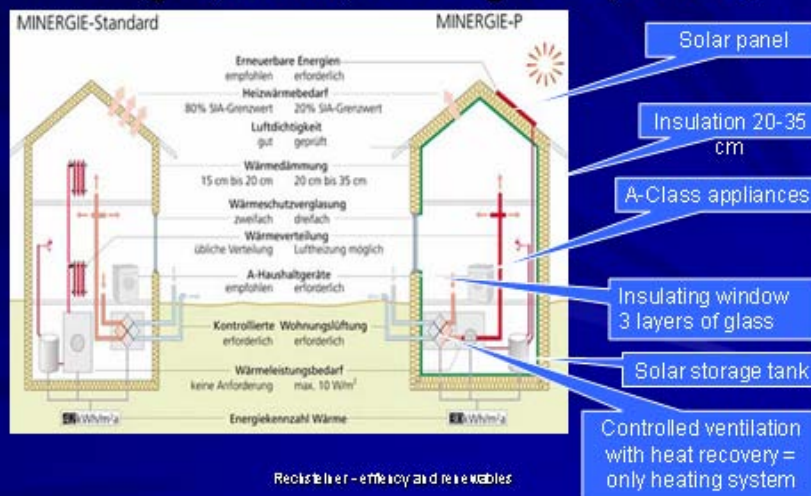 MINERGIE-Standard
MINERGIE-P
Erneuerbare Energien
empfohlen erforderlich
Heizwärmebedarf
80% SIA-Grenzwert 20% SIA-Grenzwert
Luftdichtigkeit
gut geprüft
Wärmedämmung
15 cm bis 20 cm 20 cm bis 35 cm
Wärmeschutzverglasung
zweifach dreifach
Wärmeverteilung
übliche Verteilung Luftheizung möglich
A-Haushaltgeräte
empfohlen erforderlich
Kontrollierte Wohnungslüftung
erforderlich erforderlich
Wärmeleistungsbedarf
keine Anforderung max. 10 W/m²
kWh/m²a Energiekennzahl Wärme kWh/m²a
Solar panel
Insulation 20-35
cm
A-Class appliances
Insulating window
3 layers of glass
Solar storage tank
Controlled ventilation
with heat recovery =
only heating system
Rechsteiner - effiency and renewables